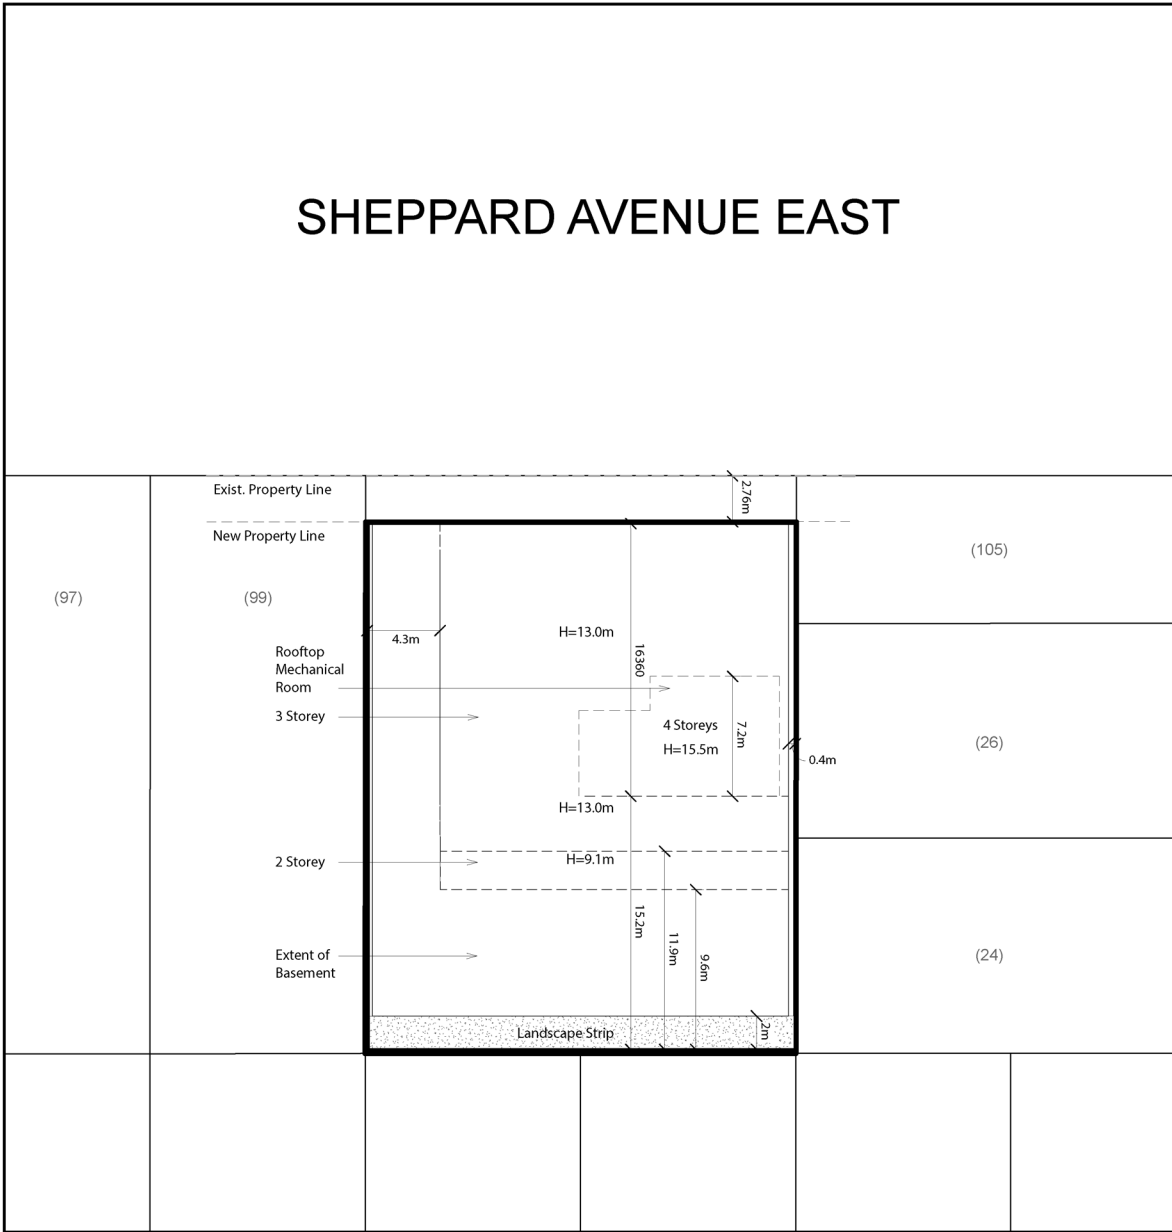 SHEPPARD AVENUE EAST
Exist. Property Line
2.76m
New Property Line
(105)
(97)
(99)
4.3m
H=13.0m
16360
Rooftop
Mechanical
Room
3 Storey
4 Storeys
H=15.5m
7.2m
(26)
0.4m
H=13.0m
2 Storey
H=9.1m
15.2m
11.9m
9.6m
Extent of
Basement
(24)
Landscape Strip
2m